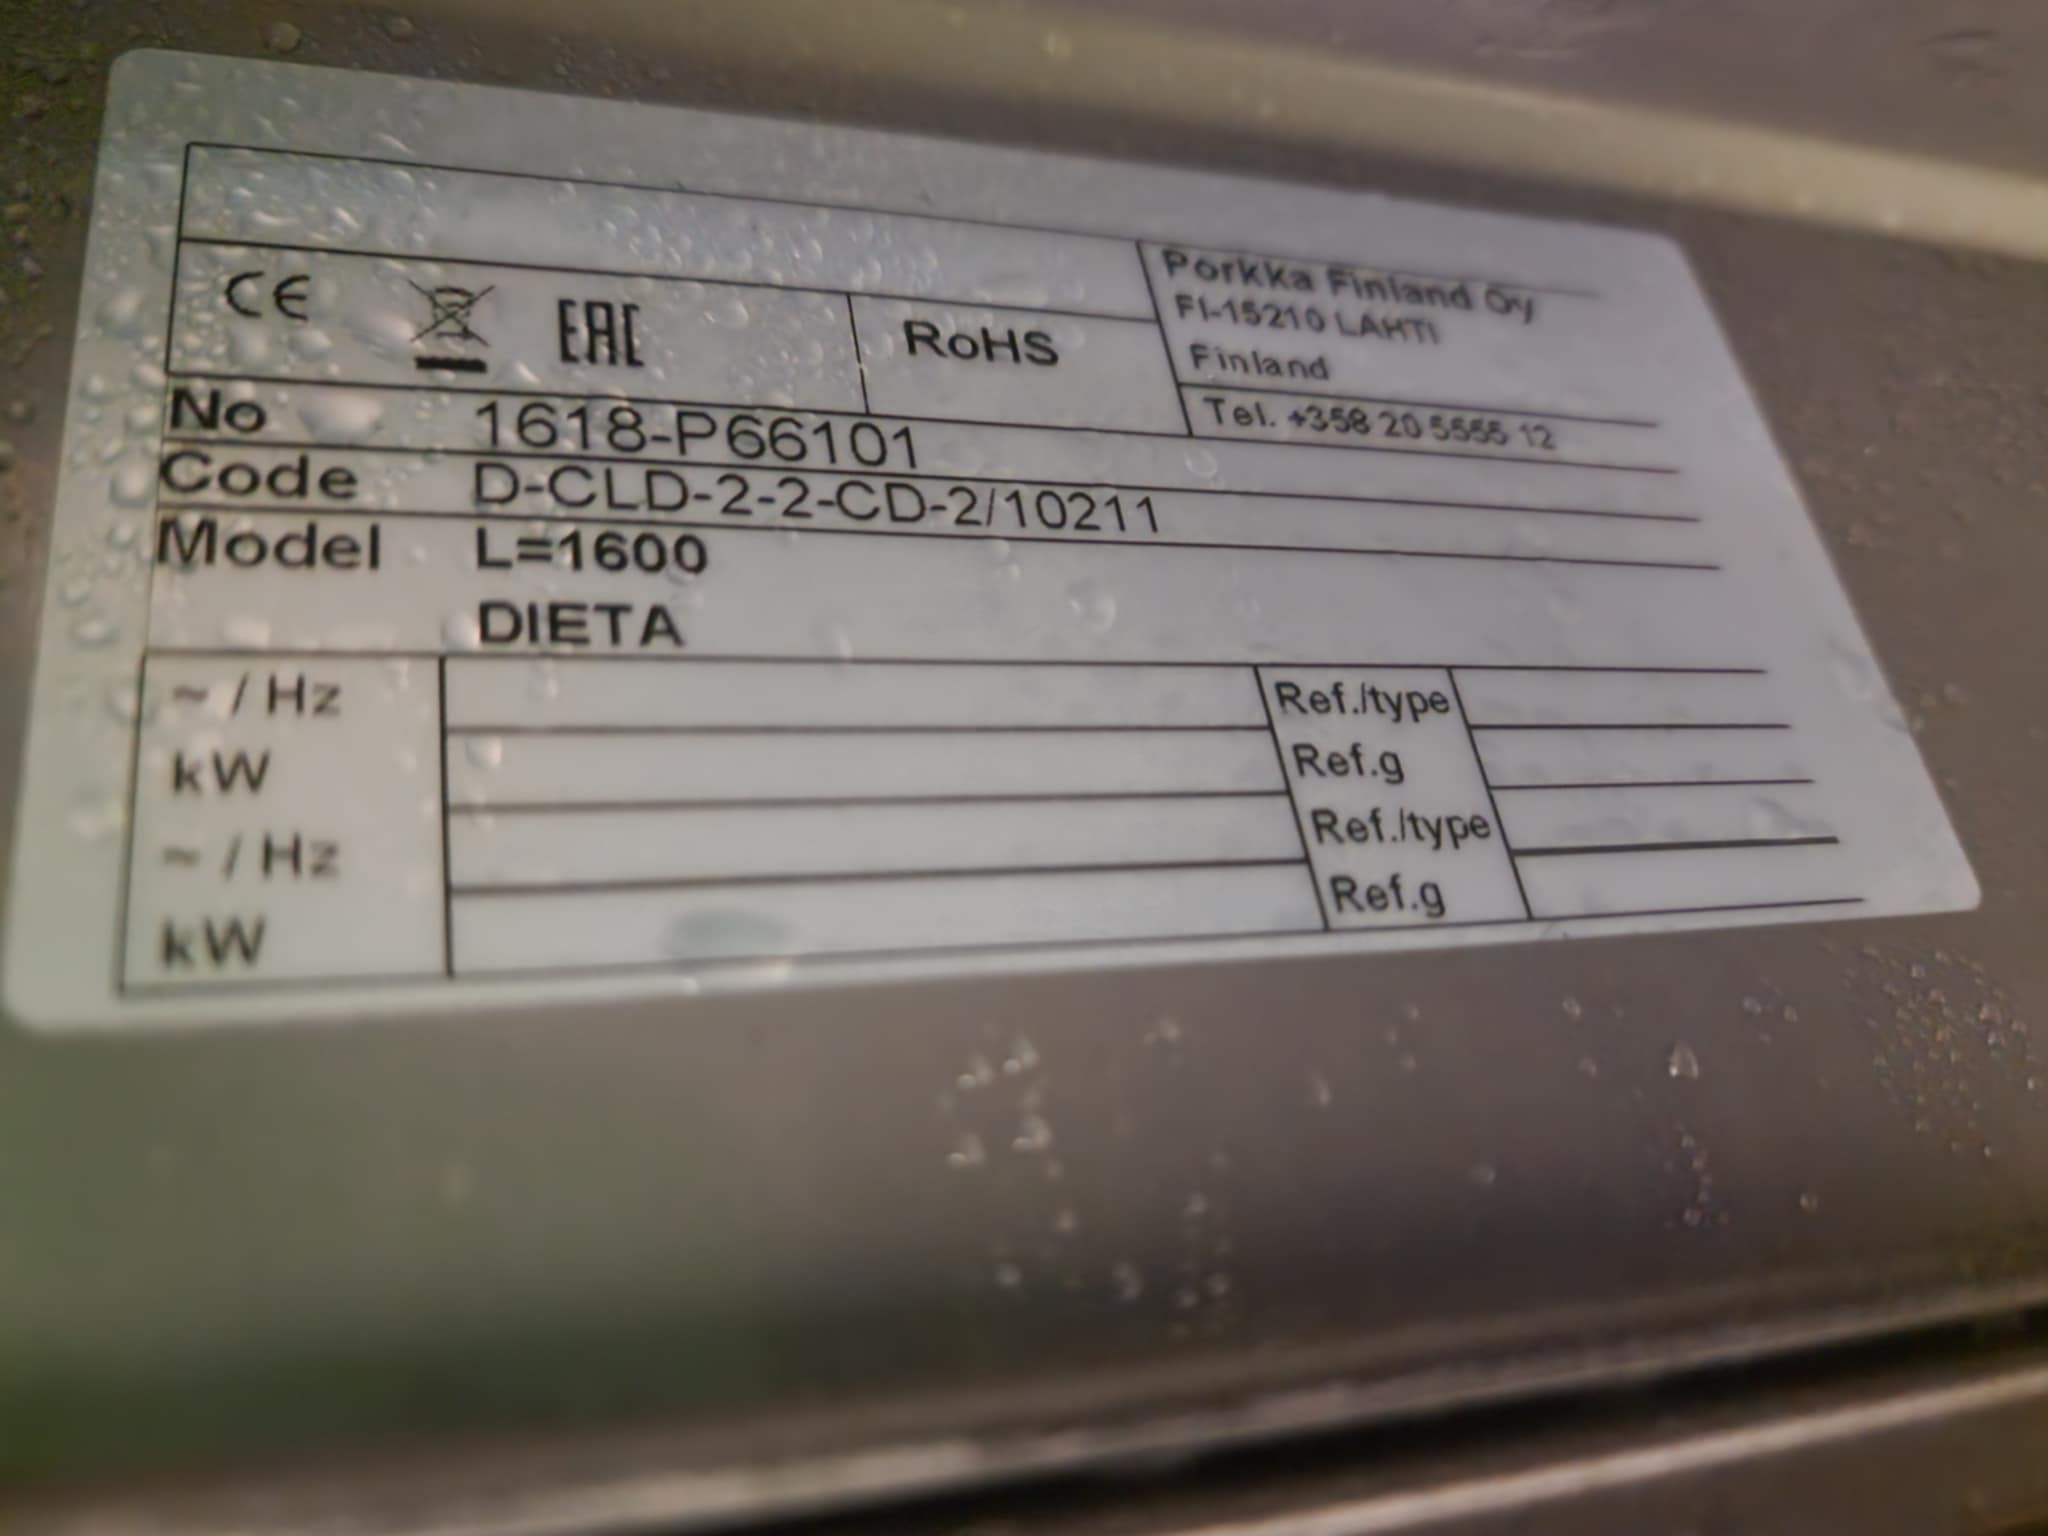 Porkka Finland Oy
FI-15210 LAHTI
Finland
Tel. +358 20 5555 12
CE EAC RoHS
No 1618-P66101
Code D-CLD-2-2-CD-2/10211
Model L=1600
DIETA
~ / Hz Ref./type
kW Ref.g
~ / Hz Ref./type
kW Ref.g